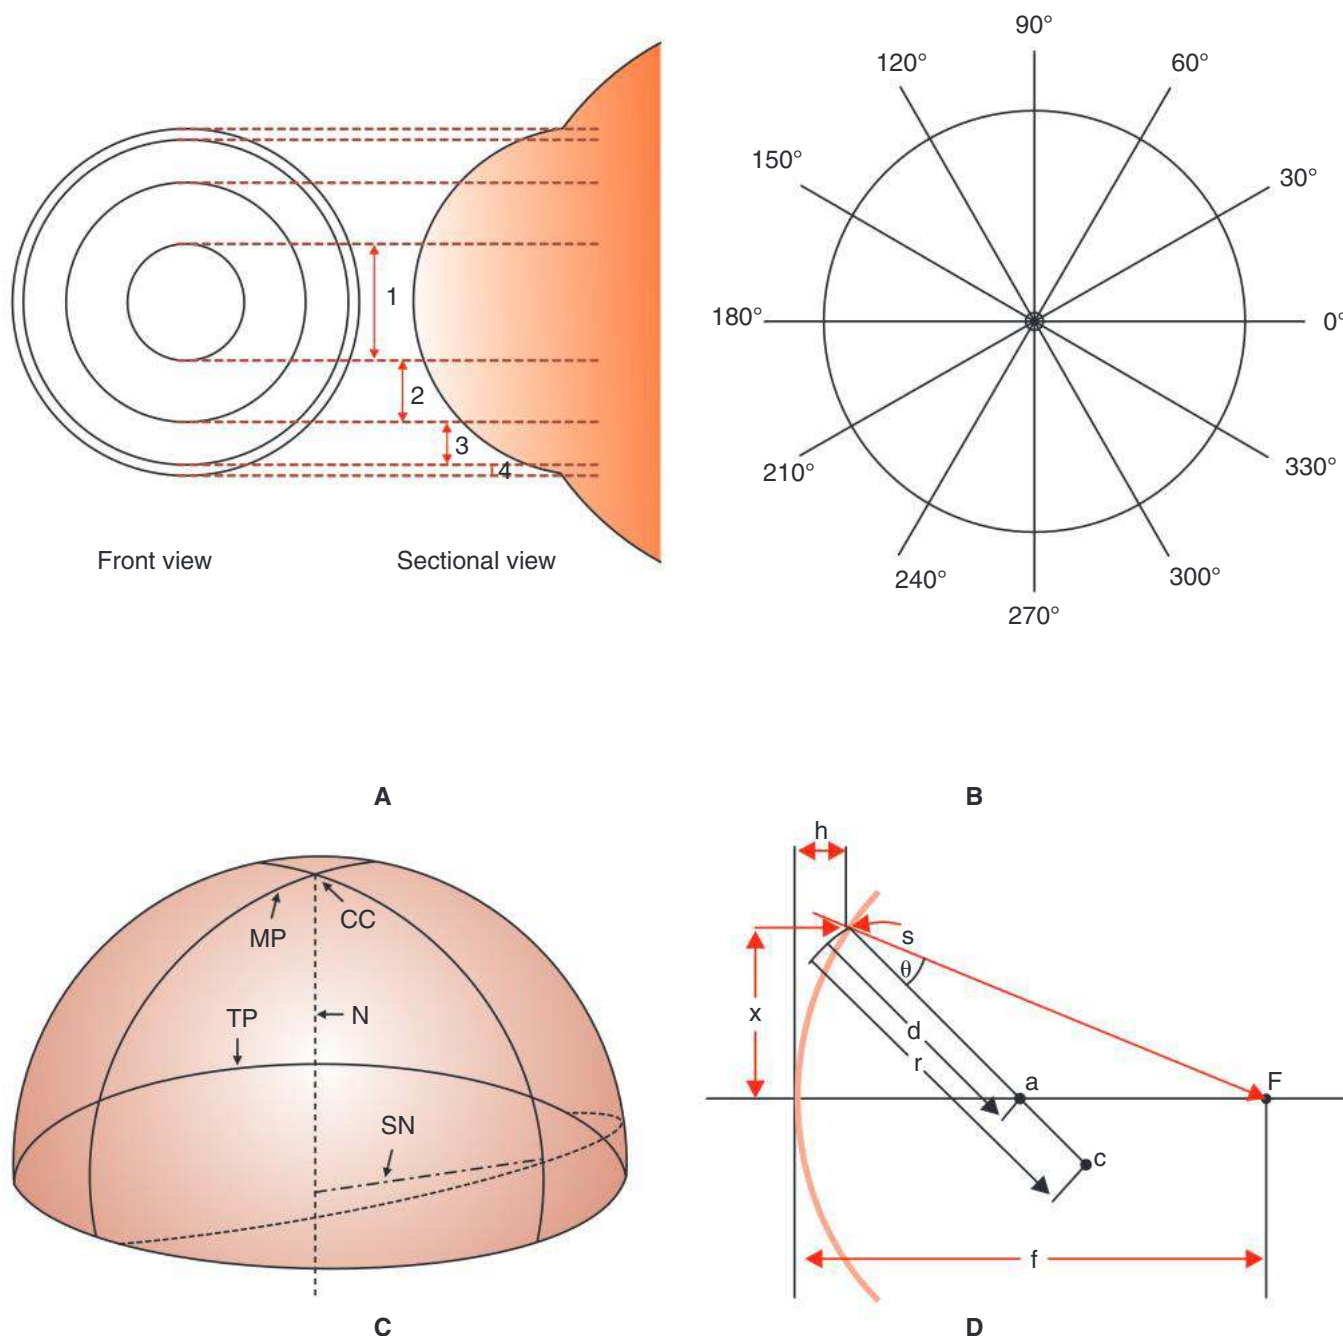 1
2
3
4
Front view
Sectional view
A
90°
120°
60°
150°
30°
180°
0°
210°
330°
240°
300°
270°
B
CC
MP
TP
N
SN
C
h
s
θ
x
d
r
a
F
c
f
D